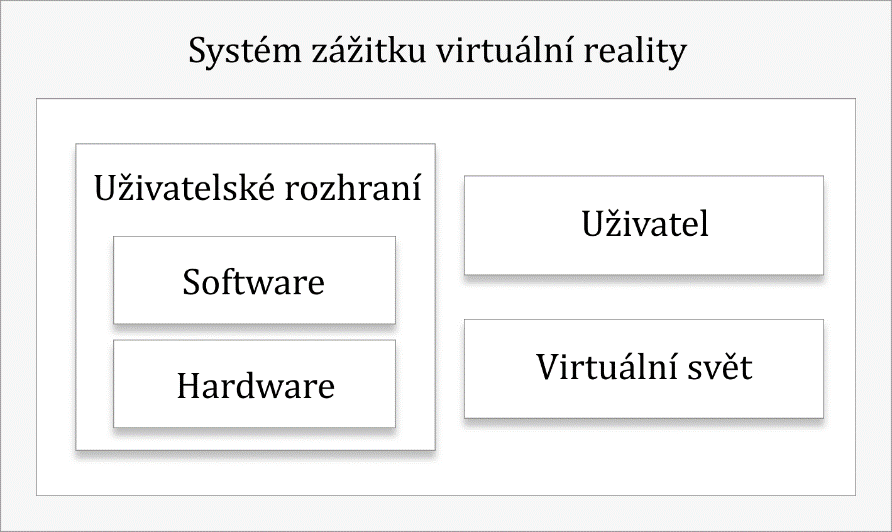 Systém zážitku virtuální reality
Uživatelské rozhraní
Software
Hardware
Uživatel
Virtuální svět